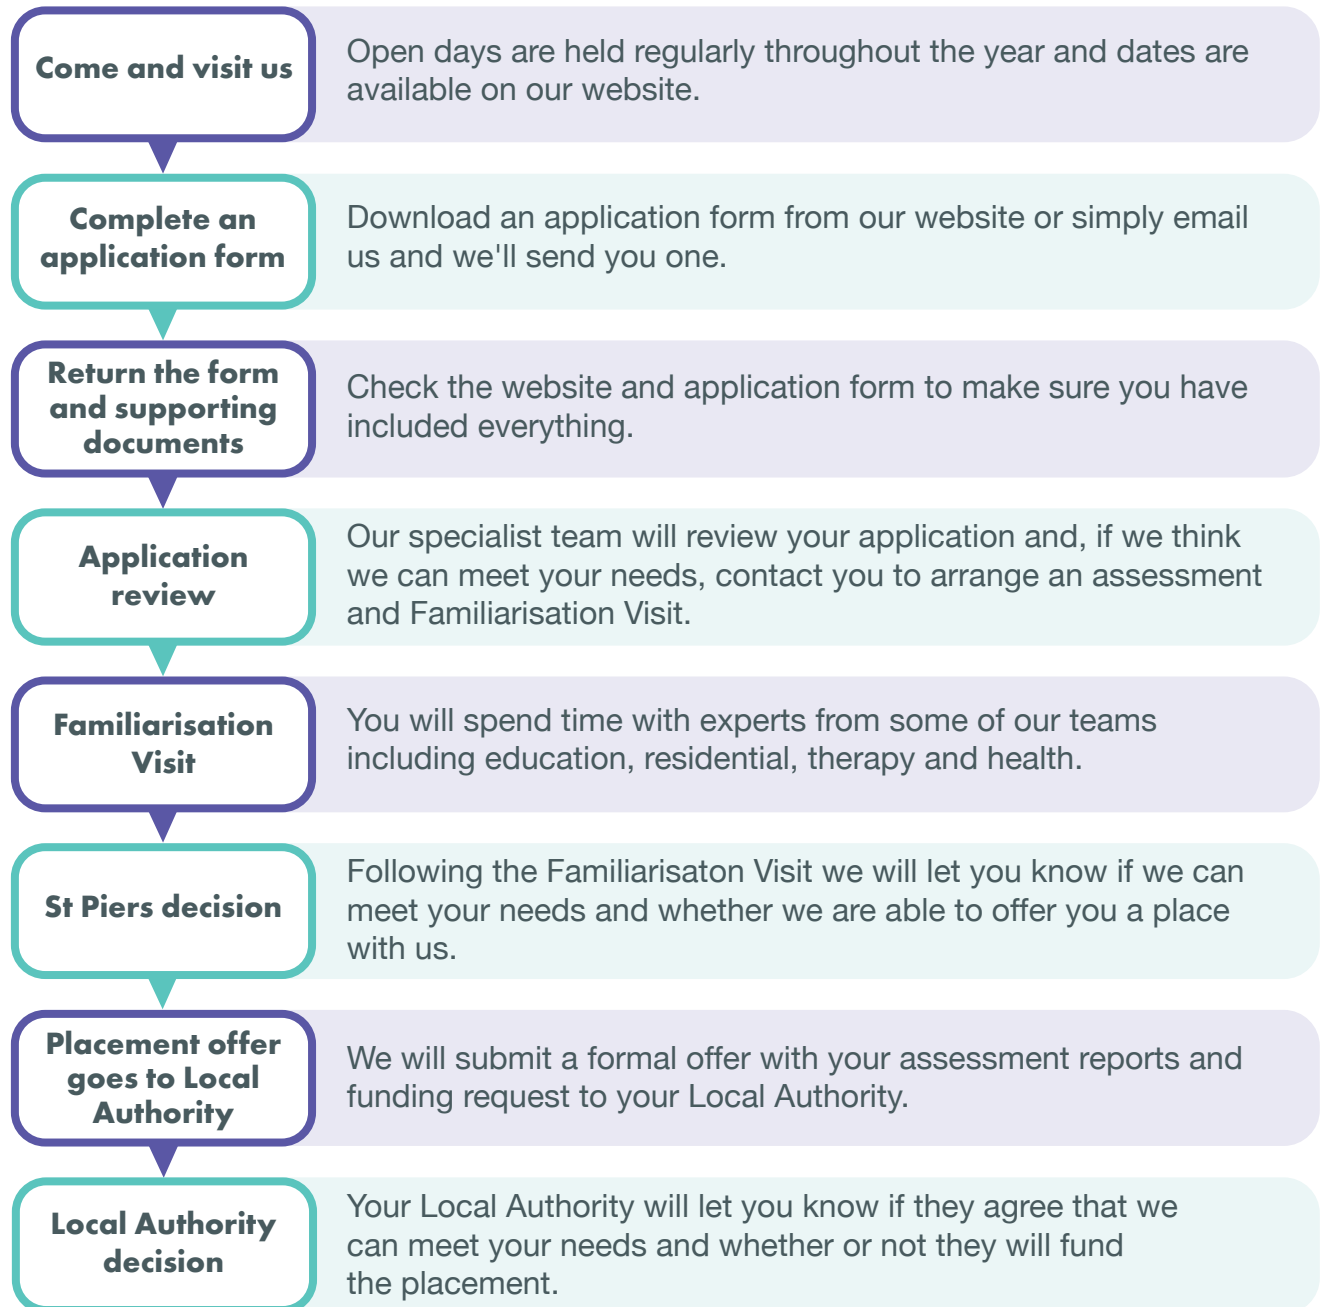 Come and visit us
Open days are held regularly throughout the year and dates are
available on our website.
Complete an
application form
Download an application form from our website or simply email
us and we'll send you one.
Return the form
and supporting
documents
Check the website and application form to make sure you have
included everything.
Application
review
Our specialist team will review your application and, if we think
we can meet your needs, contact you to arrange an assessment
and Familiarisation Visit.
Familiarisation
Visit
You will spend time with experts from some of our teams
including education, residential, therapy and health.
St Piers decision
Following the Familiarisaton Visit we will let you know if we can
meet your needs and whether we are able to offer you a place
with us.
Placement offer
goes to Local
Authority
We will submit a formal offer with your assessment reports and
funding request to your Local Authority.
Local Authority
decision
Your Local Authority will let you know if they agree that we
can meet your needs and whether or not they will fund
the placement.